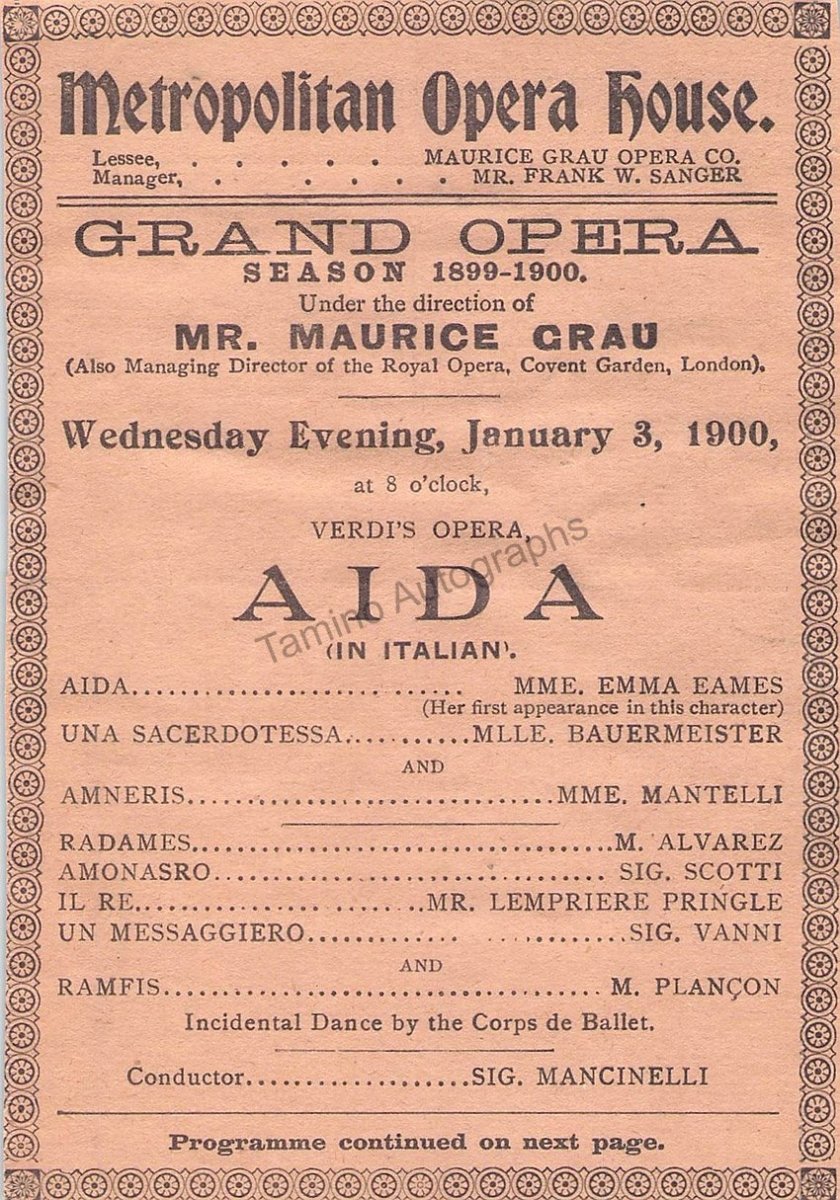 Metropolitan Opera House.
Lessee, . . . . . . MAURICE GRAU OPERA CO.
Manager, . . . . . . MR. FRANK W. SANGER
GRAND OPERA
SEASON 1899-1900.
Under the direction of
MR. MAURICE GRAU
(Also Managing Director of the Royal Opera, Covent Garden, London).
Wednesday Evening, January 3, 1900,
at 8 o'clock,
VERDI'S OPERA,
AIDA
Tamino Autographs
(IN ITALIAN).
AIDA........................ MME. EMMA EAMES
(Her first appearance in this character)
UNA SACERDOTESSA...........MLLE. BAUERMEISTER
AND
AMNERIS................................MME. MANTELLI
RADAMES.....................................M. ALVAREZ
AMONASRO.................................. SIG. SCOTTI
IL RE.........................MR. LEMPRIERE PRINGLE
UN MESSAGGIERO........................SIG. VANNI
AND
RAMFIS...................................... M. PLANÇON
Incidental Dance by the Corps de Ballet.
Conductor....................SIG. MANCINELLI
Programme continued on next page.